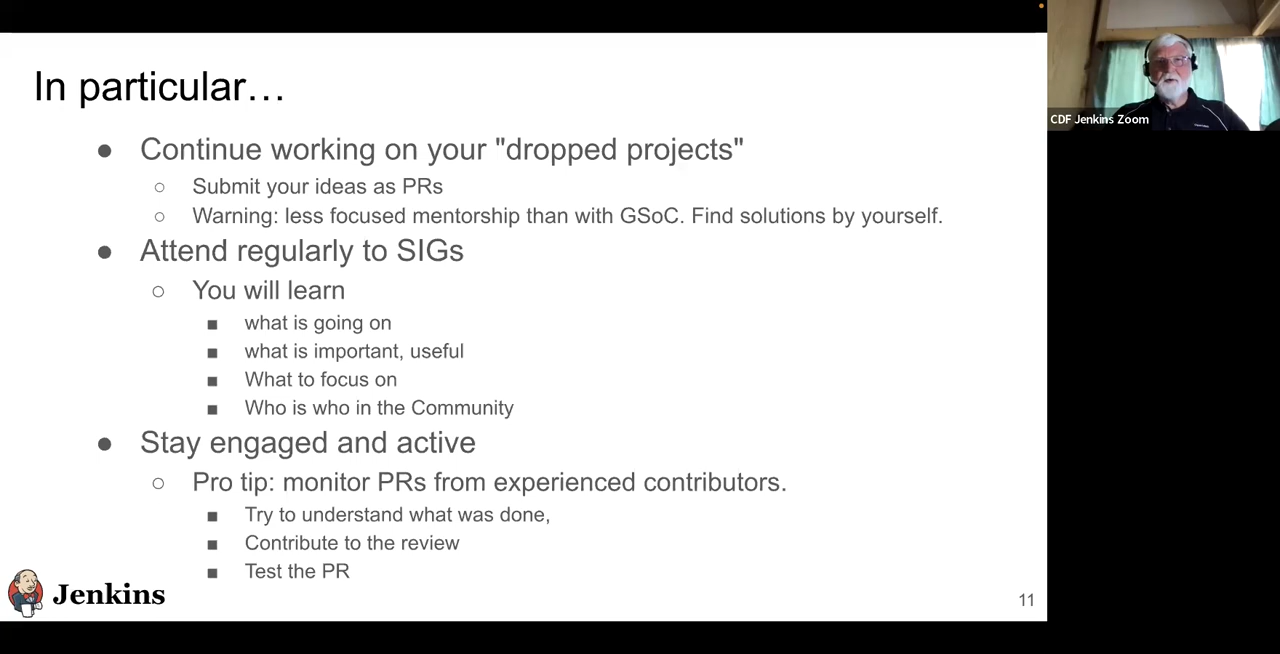 In particular…
● Continue working on your "dropped projects"
○ Submit your ideas as PRs
○ Warning: less focused mentorship than with GSoC. Find solutions by yourself.
● Attend regularly to SIGs
○ You will learn
■ what is going on
■ what is important, useful
■ What to focus on
■ Who is who in the Community
● Stay engaged and active
○ Pro tip: monitor PRs from experienced contributors.
■ Try to understand what was done,
■ Contribute to the review
■ Test the PR
Jenkins
11
CDF Jenkins Zoom